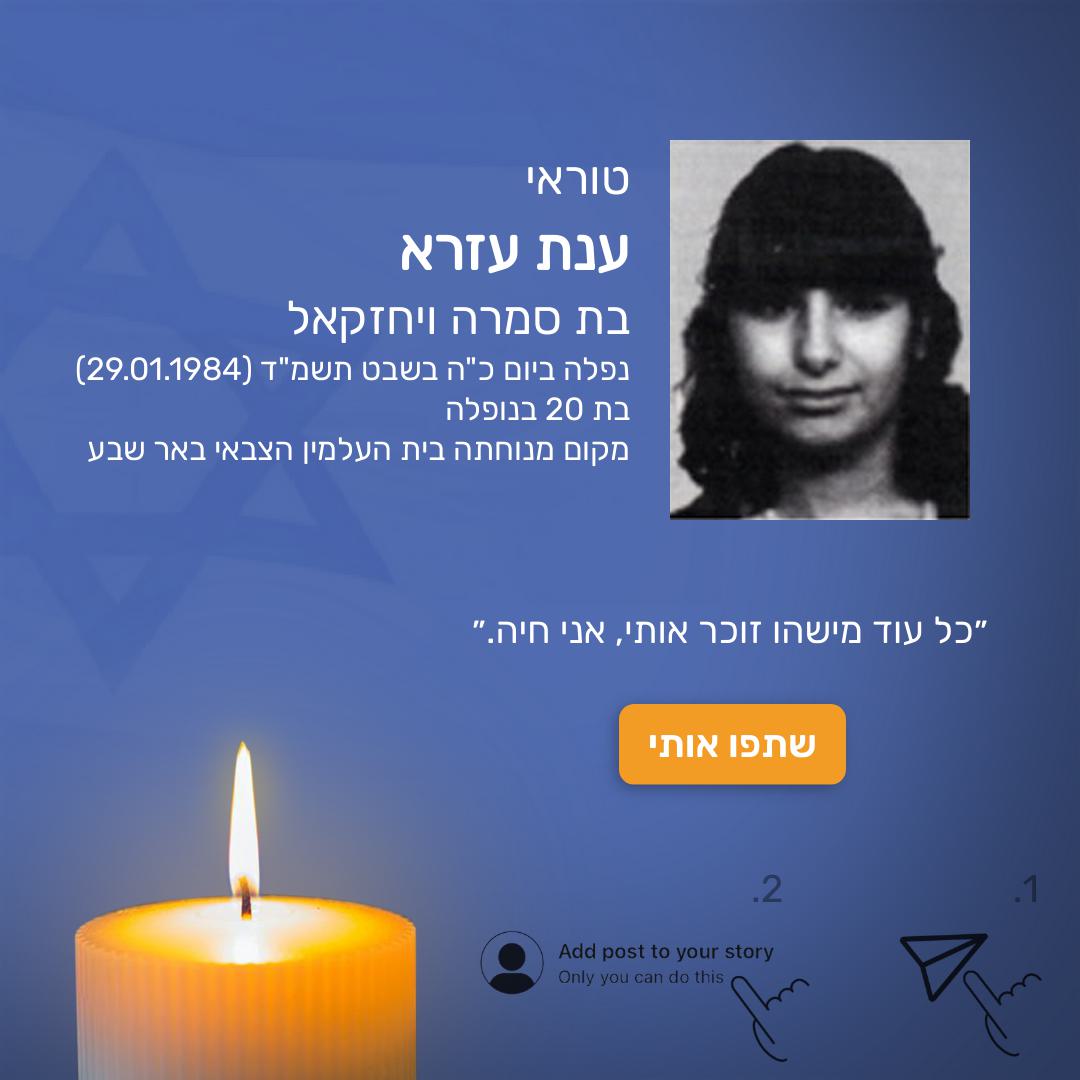 טוראי
ענת עזרא
בת סמרה ויחזקאל
נפלה ביום כ"ה בשבט תשמ"ד (29.01.1984)
בת 20 בנופלה
מקום מנוחתה בית העלמין הצבאי באר שבע
״כל עוד מישהו זוכר אותי, אני חיה.״
שתפו אותי
1.
2.
Add post to your story
Only you can do this